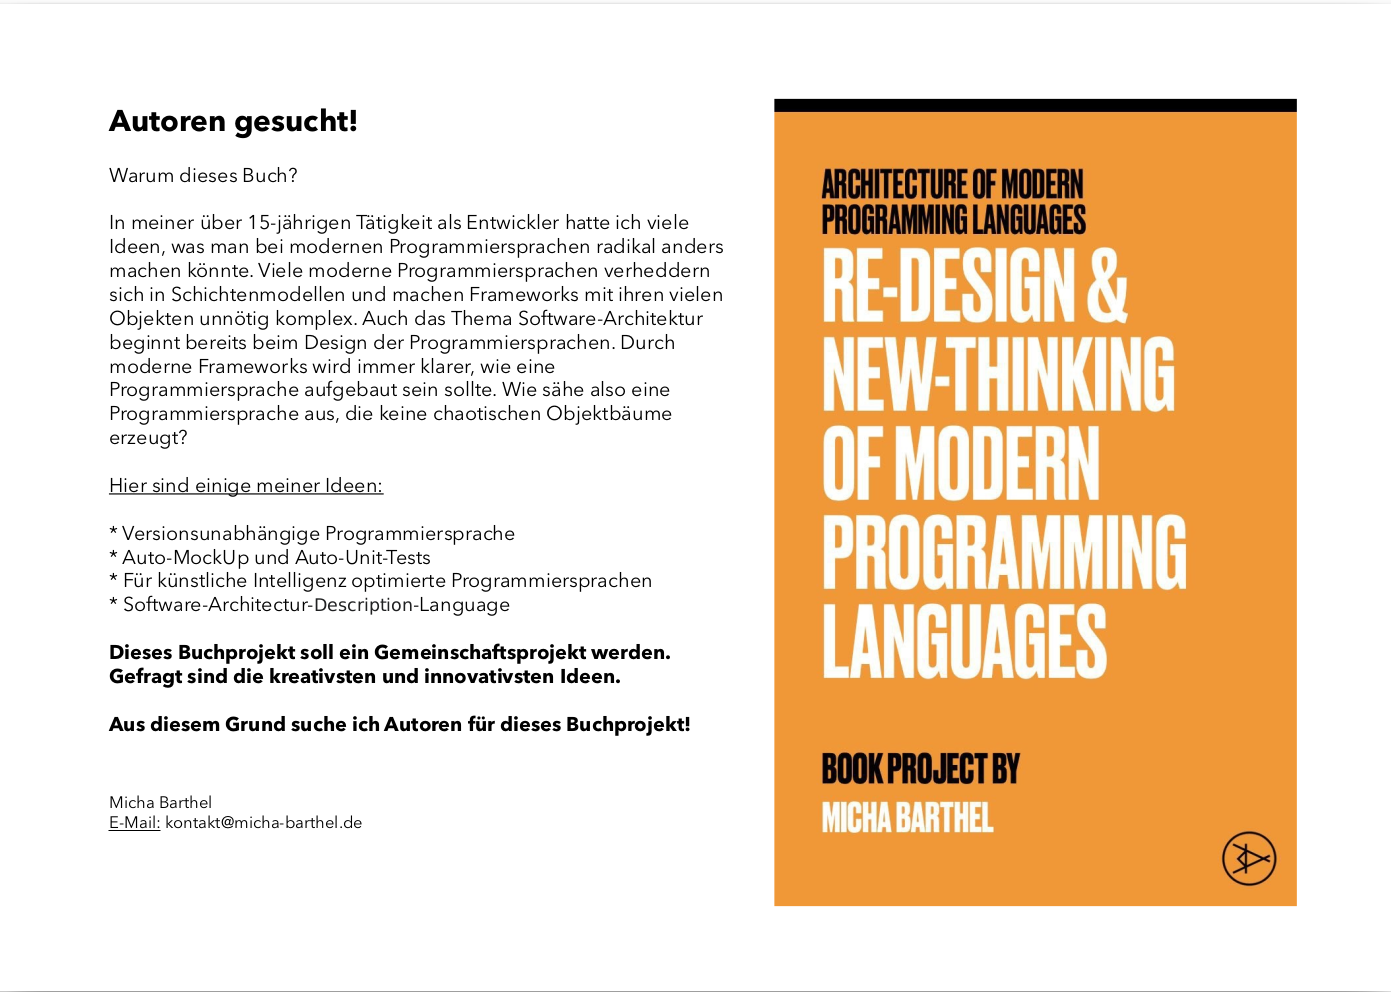 Autoren gesucht!
Warum dieses Buch?
In meiner über 15-jährigen Tätigkeit als Entwickler hatte ich viele
Ideen, was man bei modernen Programmiersprachen radikal anders
machen könnte. Viele moderne Programmiersprachen verheddern
sich in Schichtenmodellen und machen Frameworks mit ihren vielen
Objekten unnötig komplex. Auch das Thema Software-Architektur
beginnt bereits beim Design der Programmiersprachen. Durch
moderne Frameworks wird immer klarer, wie eine
Programmiersprache aufgebaut sein sollte. Wie sähe also eine
Programmiersprache aus, die keine chaotischen Objektbäume
erzeugt?
Hier sind einige meiner Ideen:
* Versionsunabhängige Programmiersprache
* Auto-MockUp und Auto-Unit-Tests
* Für künstliche Intelligenz optimierte Programmiersprachen
* Software-Architectur-Description-Language
Dieses Buchprojekt soll ein Gemeinschaftsprojekt werden.
Gefragt sind die kreativsten und innovativsten Ideen.
Aus diesem Grund suche ich Autoren für dieses Buchprojekt!
Micha Barthel
E-Mail: kontakt@micha-barthel.de
ARCHITECTURE OF MODERN
PROGRAMMING LANGUAGES
RE-DESIGN &
NEW-THINKING
OF MODERN
PROGRAMMING
LANGUAGES
BOOK PROJECT BY
MICHA BARTHEL